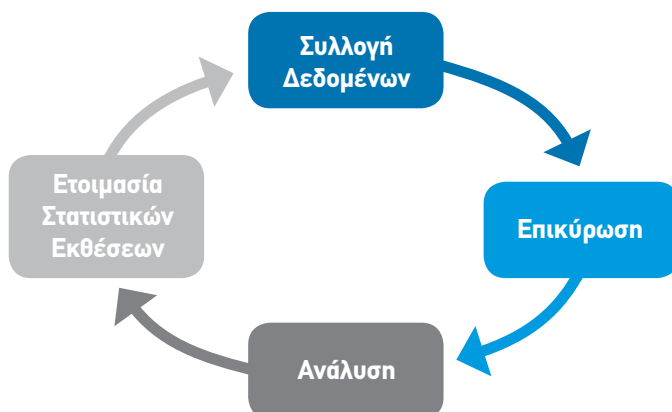 Συλλογή
Δεδομένων
Επικύρωση
Ανάλυση
Ετοιμασία
Στατιστικών
Εκθέσεων